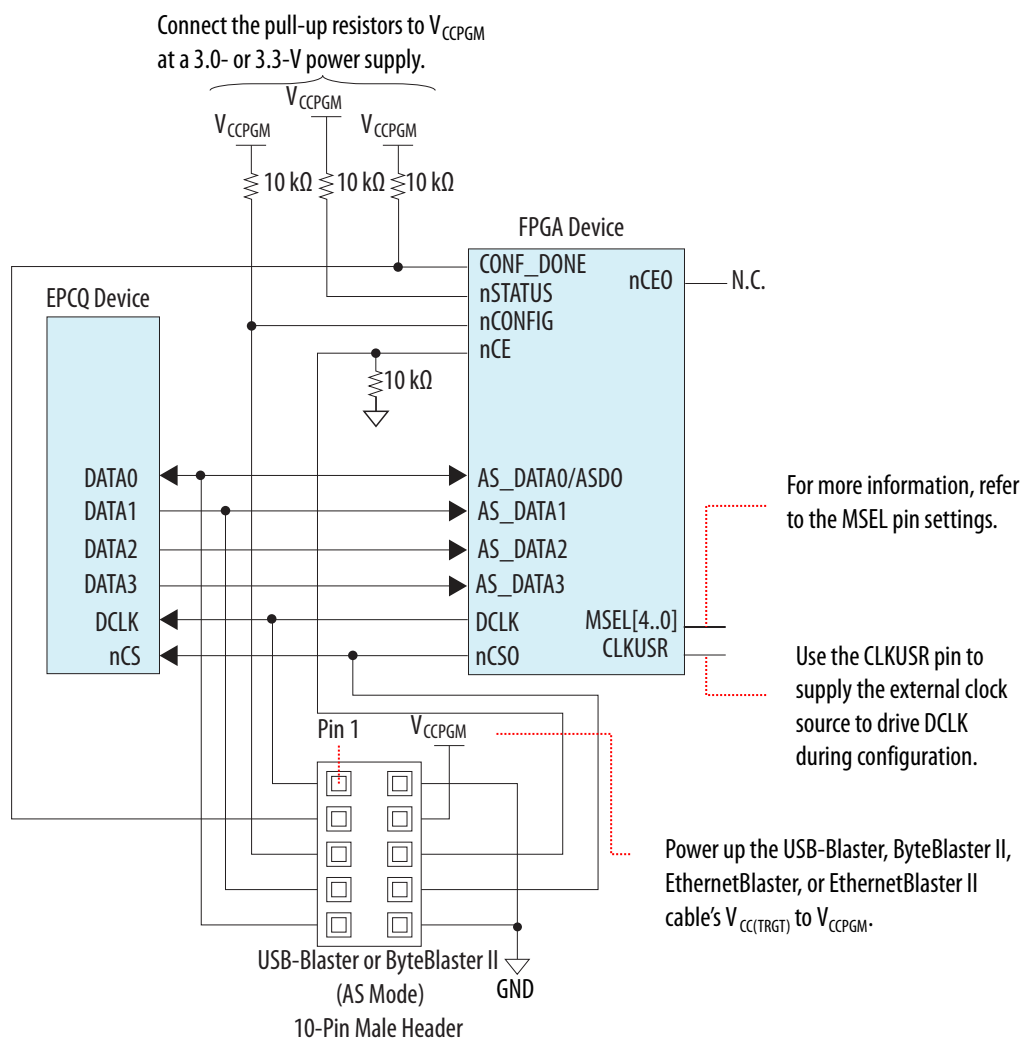 Connect the pull-up resistors to VCCPGM
at a 3.0- or 3.3-V power supply.
VCCPGM
VCCPGM
VCCPGM
10 kΩ
10 kΩ
10 kΩ
FPGA Device
CONF_DONE
nSTATUS
nCONFIG
nCE
nCEO
N.C.
EPCQ Device
10 kΩ
DATA0
DATA1
DATA2
DATA3
DCLK
nCS
AS_DATA0/ASDO
AS_DATA1
AS_DATA2
AS_DATA3
DCLK
nCSO
MSEL[4..0]
CLKUSR
For more information, refer
to the MSEL pin settings.
Use the CLKUSR pin to
supply the external clock
source to drive DCLK
during configuration.
Pin 1
VCCPGM
Power up the USB-Blaster, ByteBlaster II,
EthernetBlaster, or EthernetBlaster II
cable's VCC(TRGT) to VCCPGM.
USB-Blaster or ByteBlaster II
(AS Mode)
10-Pin Male Header
GND